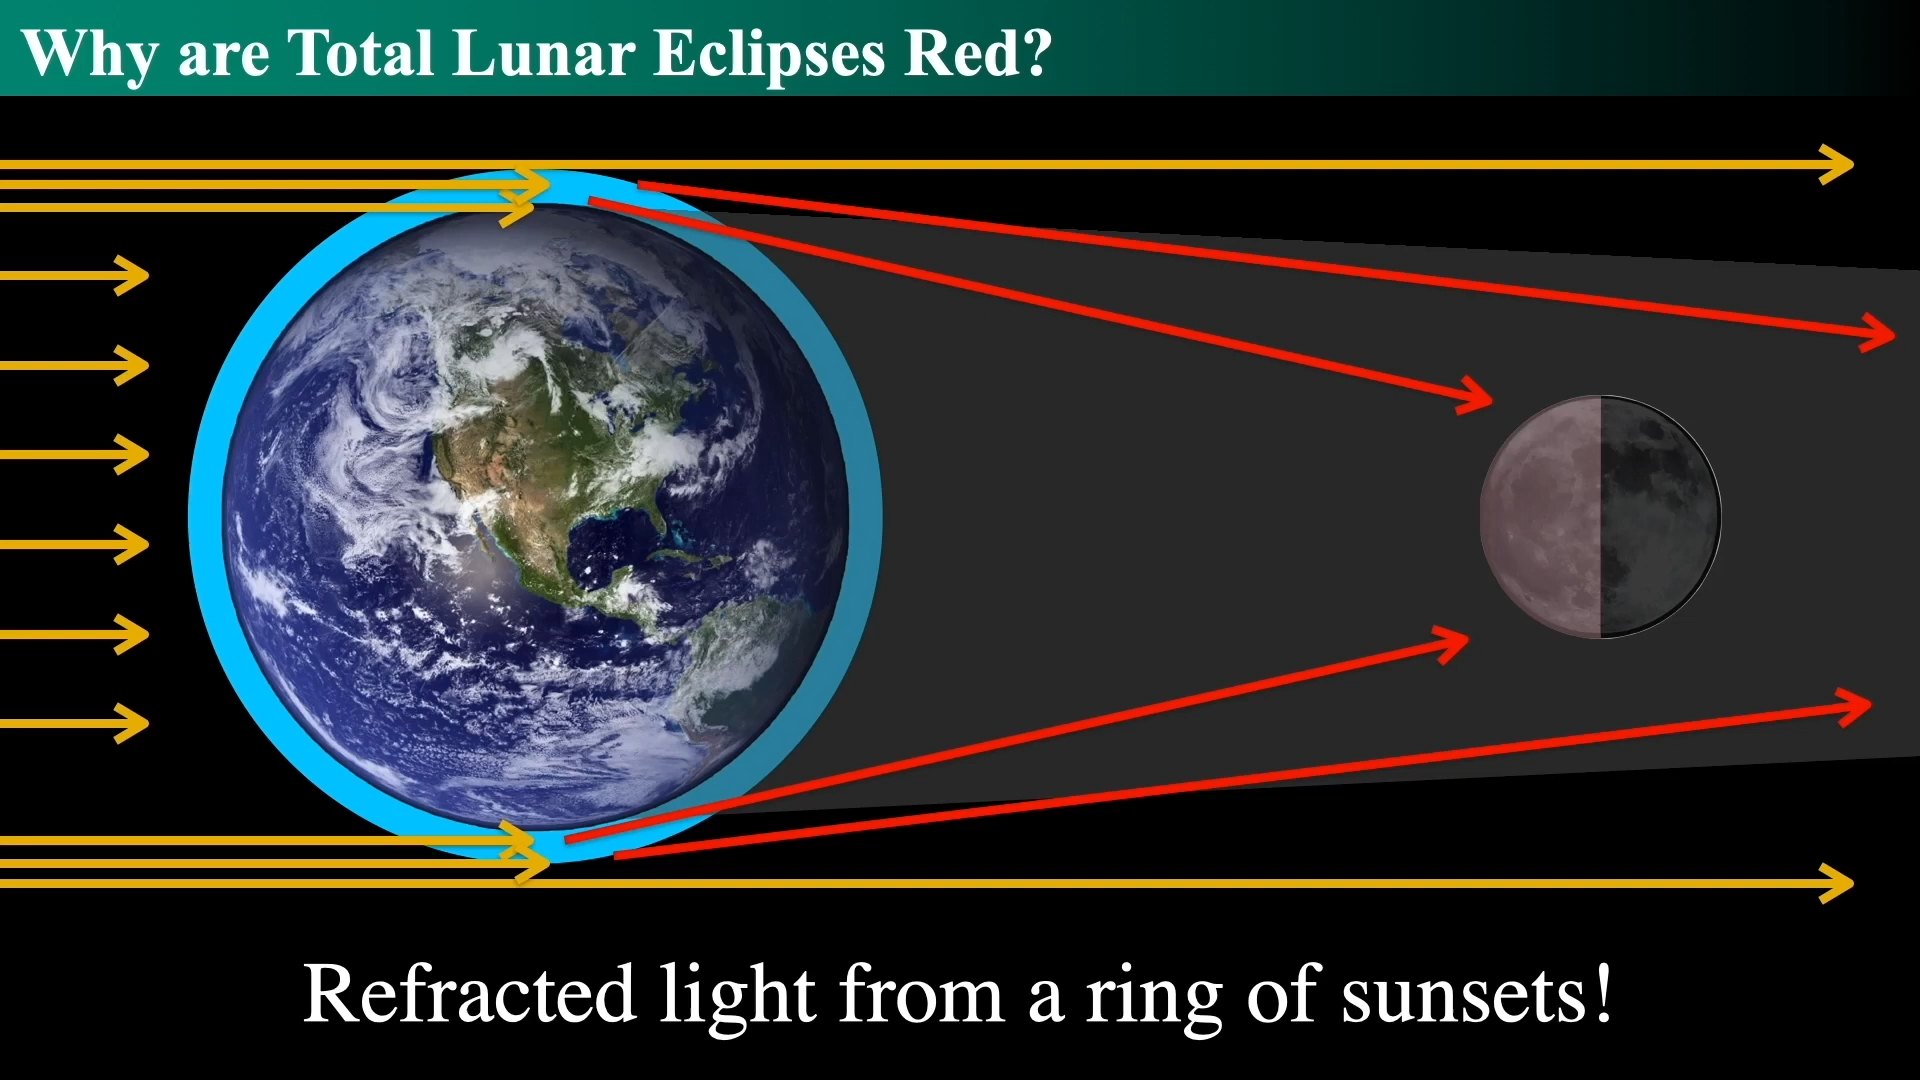 Why are Total Lunar Eclipses Red?
Refracted light from a ring of sunsets!